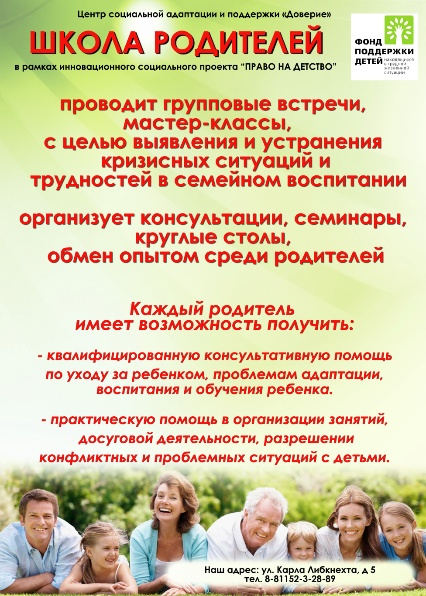 Центр социальной адаптации и поддержки «Доверие»
ШКОЛА РОДИТЕЛЕЙ
в рамках инновационного социального проекта "ПРАВО НА ДЕТСТВО"
ФОНД
ПОДДЕРЖКИ
ДЕТЕЙ
находящихся
в трудной
жизненной
ситуации
проводит групповые встречи,
мастер-классы,
с целью выявления и устранения
кризисных ситуаций и
трудностей в семейном воспитании
организует консультации, семинары,
круглые столы,
обмен опытом среди родителей
Каждый родитель
имеет возможность получить:
- квалифицированную консультативную помощь
по уходу за ребенком, проблемам адаптации,
воспитания и обучения ребенка.
- практическую помощь в организации занятий,
досуговой деятельности, разрешении
конфликтных и проблемных ситуаций с детьми.
Наш адрес: ул. Карла Либкнехта, д 5
тел. 8-81152-3-28-89